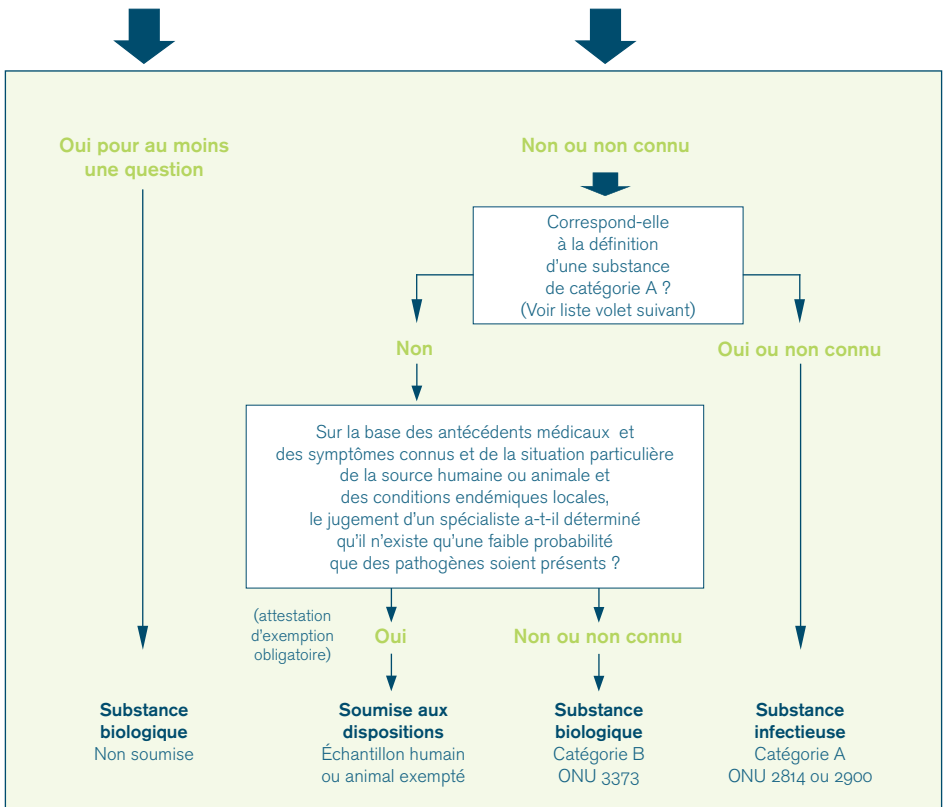 Oui pour au moins
une question
Non ou non connu
Correspond-elle
à la définition
d'une substance
de catégorie A ?
(Voir liste volet suivant)
Non
Oui ou non connu
Sur la base des antécédents médicaux et
des symptômes connus et de la situation particulière
de la source humaine ou animale et
des conditions endémiques locales,
le jugement d'un spécialiste a-t-il déterminé
qu'il n'existe qu'une faible probabilité
que des pathogènes soient présents ?
(attestation
d'exemption
obligatoire)
Oui
Non ou non connu
Substance
biologique
Non soumise
Soumise aux
dispositions
Échantillon humain
ou animal exempté
Substance
biologique
Catégorie B
ONU 3373
Substance
infectieuse
Catégorie A
ONU 2814 ou 2900